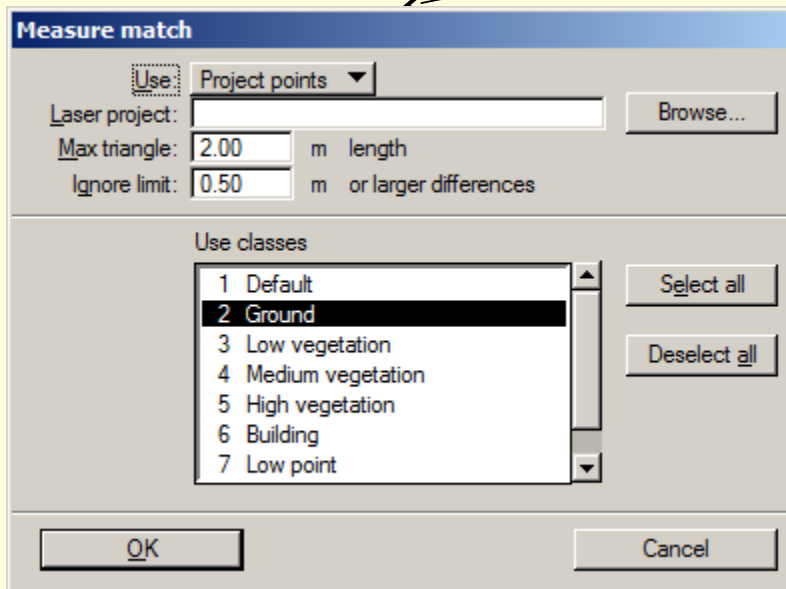 Measure match
Use: Project points
Laser project: Browse...
Max triangle: 2.00 m length
Ignore limit: 0.50 m or larger differences
Use classes
1 Default
2 Ground
3 Low vegetation
4 Medium vegetation
5 High vegetation
6 Building
7 Low point
Select all
Deselect all
OK Cancel